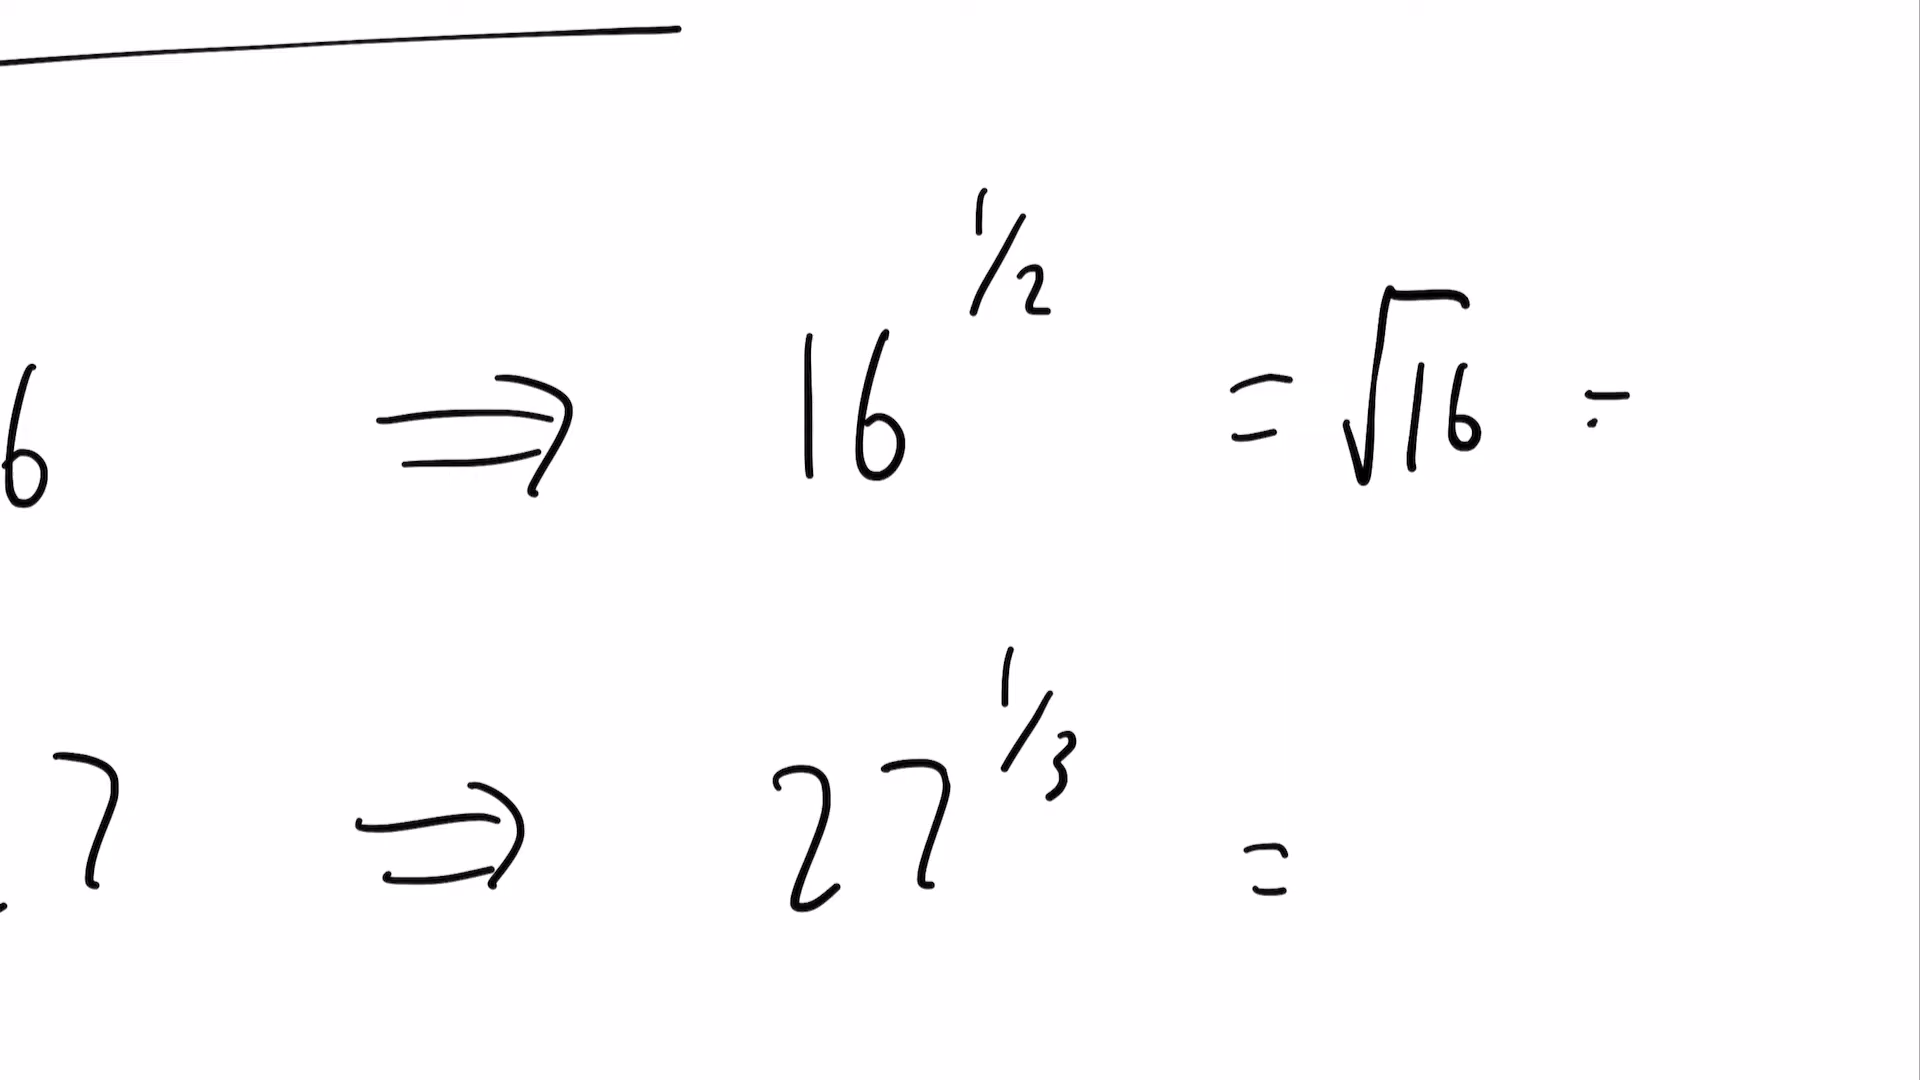 6 ⇒ 16^1/2 = √16 =
7 ⇒ 27^1/3 =